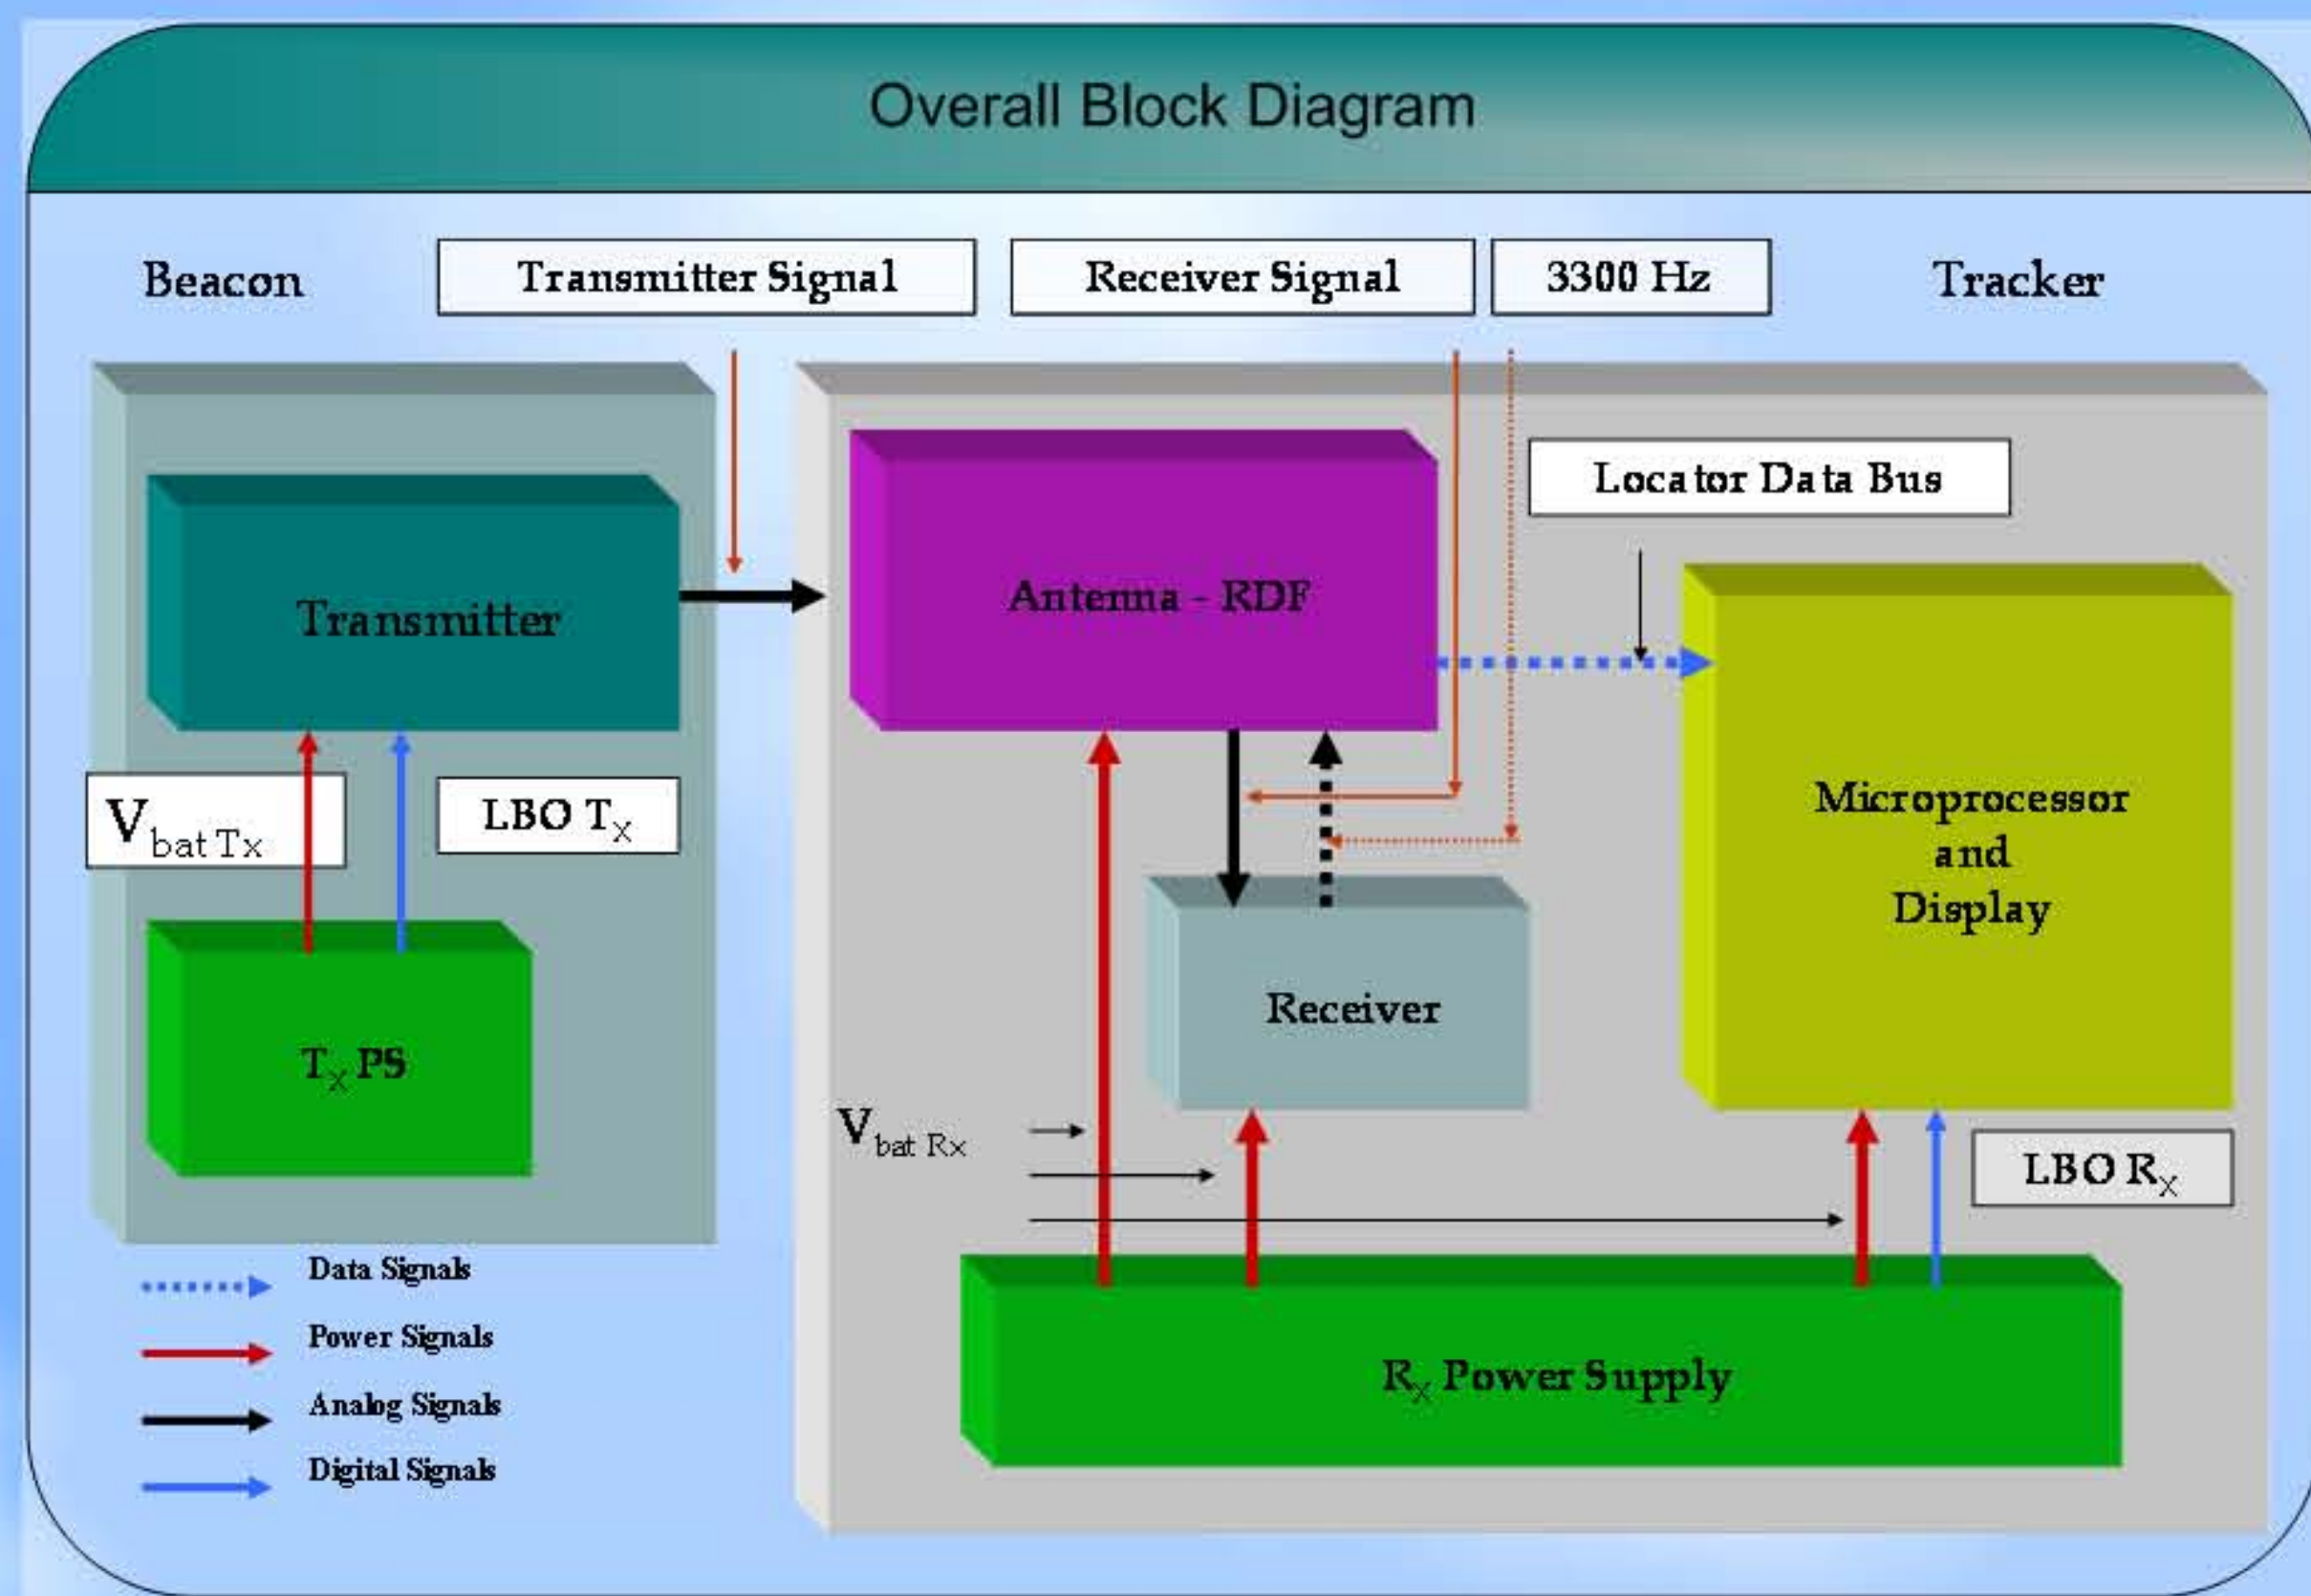 Overall Block Diagram
Beacon
Transmitter Signal
Receiver Signal
3300 Hz
Tracker
Locator Data Bus
Transmitter
Antenna - RDF
Microprocessor
and
Display
V bat Tx
LBO Tx
Receiver
Tx PS
V bat Rx
LBO Rx
Rx Power Supply
Data Signals
Power Signals
Analog Signals
Digital Signals